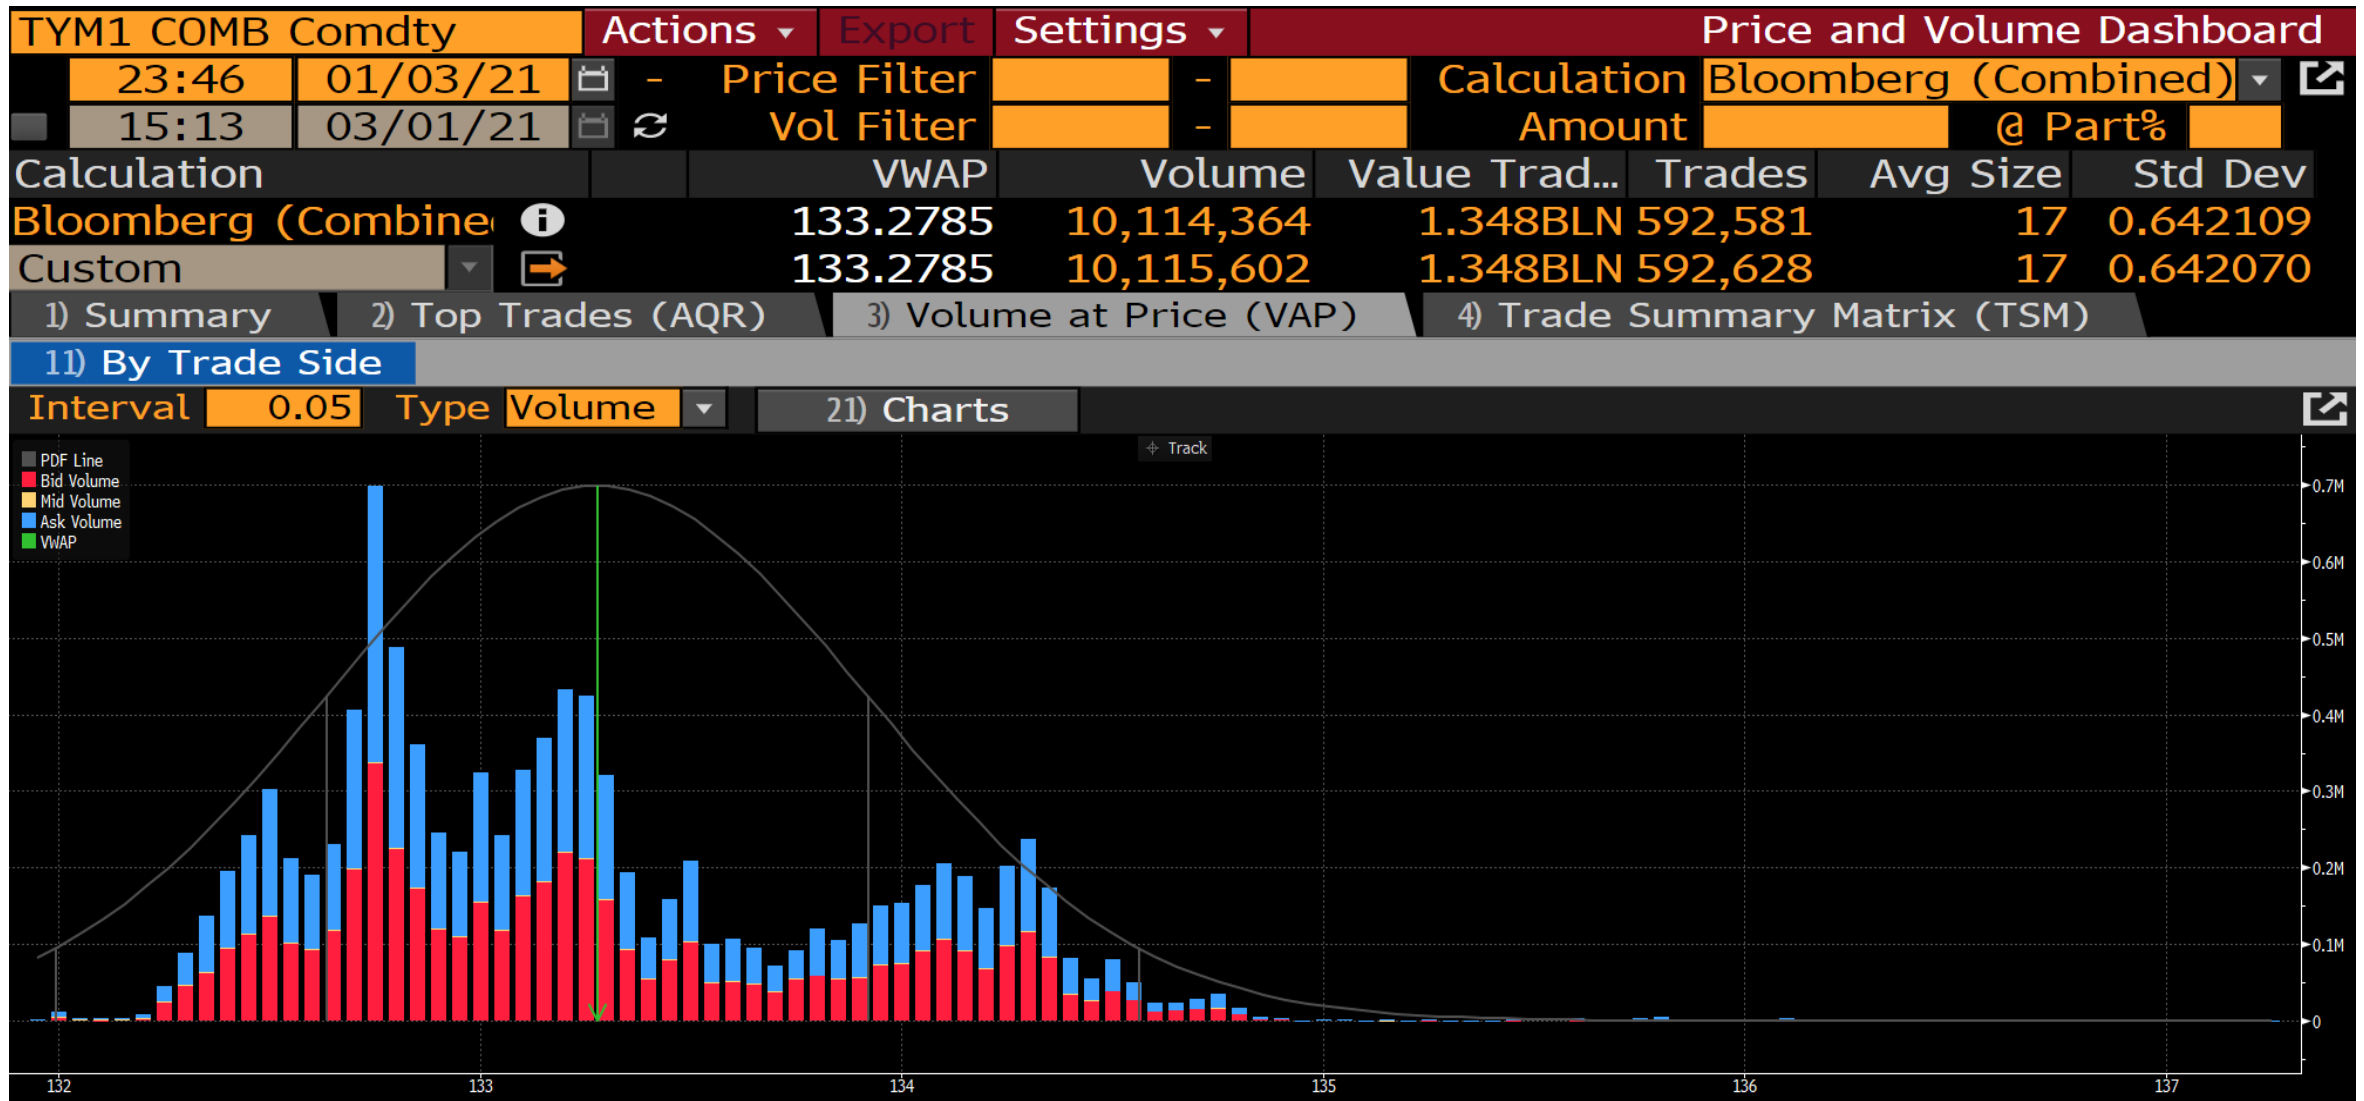 TYM1 COMB Comdty Actions Export Settings Price and Volume Dashboard
23:46 01/03/21 - Price Filter - Calculation Bloomberg (Combined)
15:13 03/01/21 Vol Filter - Amount @ Part%
Calculation VWAP Volume Value Trad... Trades Avg Size Std Dev
Bloomberg (Combine 133.2785 10,114,364 1.348BLN 592,581 17 0.642109
Custom 133.2785 10,115,602 1.348BLN 592,628 17 0.642070
1) Summary 2) Top Trades (AQR) 3) Volume at Price (VAP) 4) Trade Summary Matrix (TSM)
11) By Trade Side
Interval 0.05 Type Volume 21) Charts
Track
PDF Line
Bid Volume
Mid Volume
Ask Volume
VWAP
0.7M
0.6M
0.5M
0.4M
0.3M
0.2M
0.1M
0
132 133 134 135 136 137